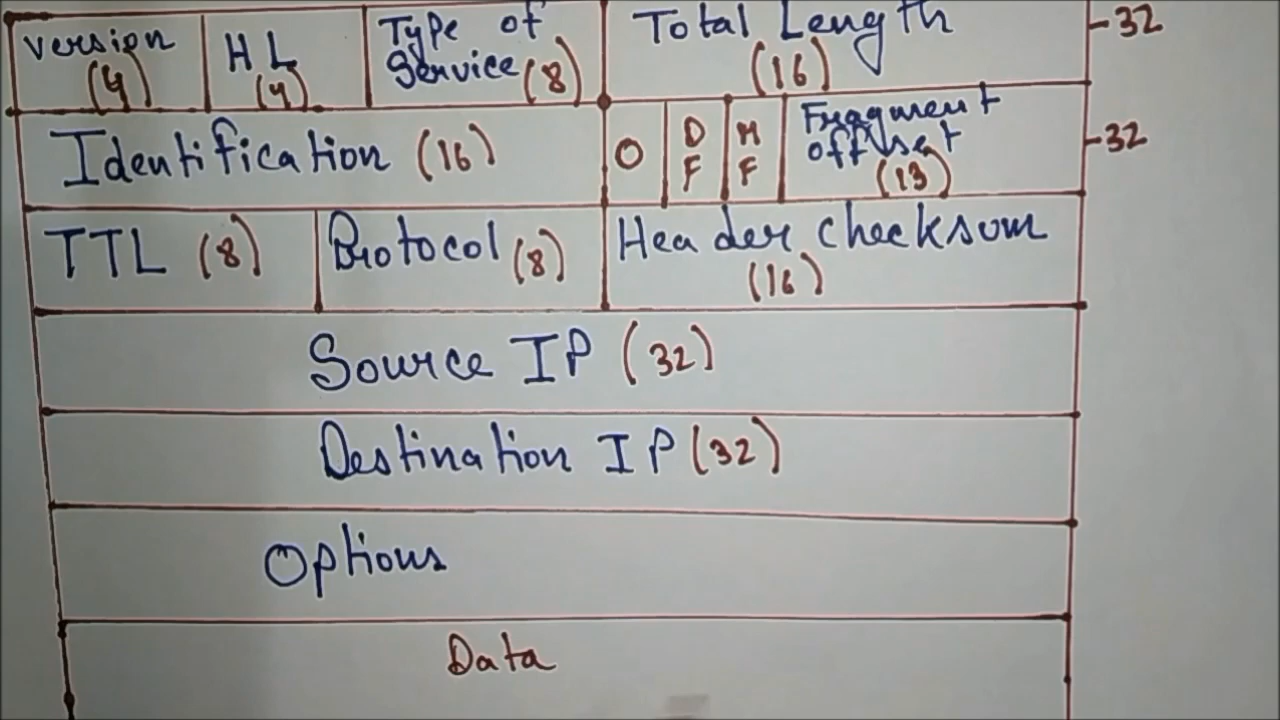 version HL Type of Total Length -32
(4) (4) Service (8) (16)
Identification (16) 0 D M Fragment -32
F F offset
(13)
TTL (8) Protocol (8) Header checksum
(16)
Source IP (32)
Destination IP (32)
Options
Data